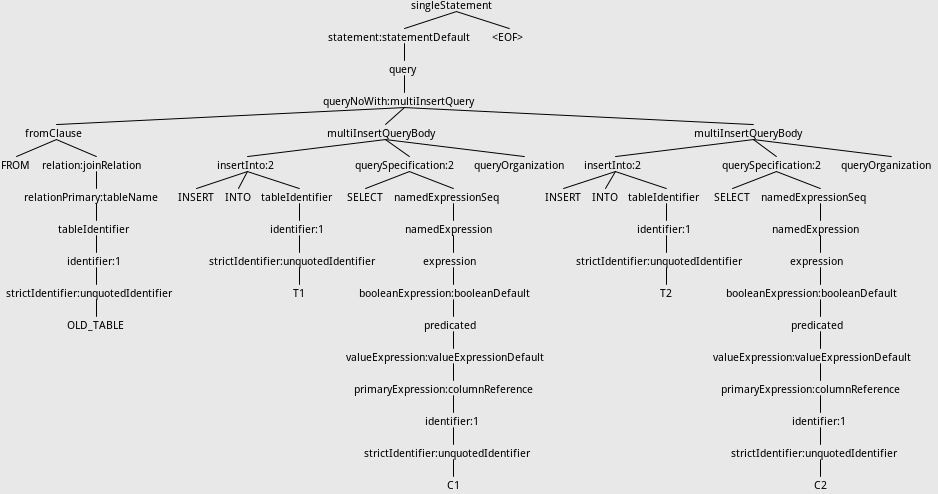 singleStatement
statement:statementDefault <EOF>
query
queryNoWith:multiInsertQuery
fromClause multiInsertQueryBody multiInsertQueryBody
FROM relation:joinRelation insertInto:2 querySpecification:2 queryOrganization insertInto:2 querySpecification:2 queryOrganization
relationPrimary:tableName INSERT INTO tableIdentifier SELECT namedExpressionSeq INSERT INTO tableIdentifier SELECT namedExpressionSeq
tableIdentifier identifier:1 namedExpression identifier:1 namedExpression
identifier:1 strictIdentifier:unquotedIdentifier expression strictIdentifier:unquotedIdentifier expression
strictIdentifier:unquotedIdentifier T1 booleanExpression:booleanDefault T2 booleanExpression:booleanDefault
OLD_TABLE predicated predicated
valueExpression:valueExpressionDefault valueExpression:valueExpressionDefault
primaryExpression:columnReference primaryExpression:columnReference
identifier:1 identifier:1
strictIdentifier:unquotedIdentifier strictIdentifier:unquotedIdentifier
C1 C2